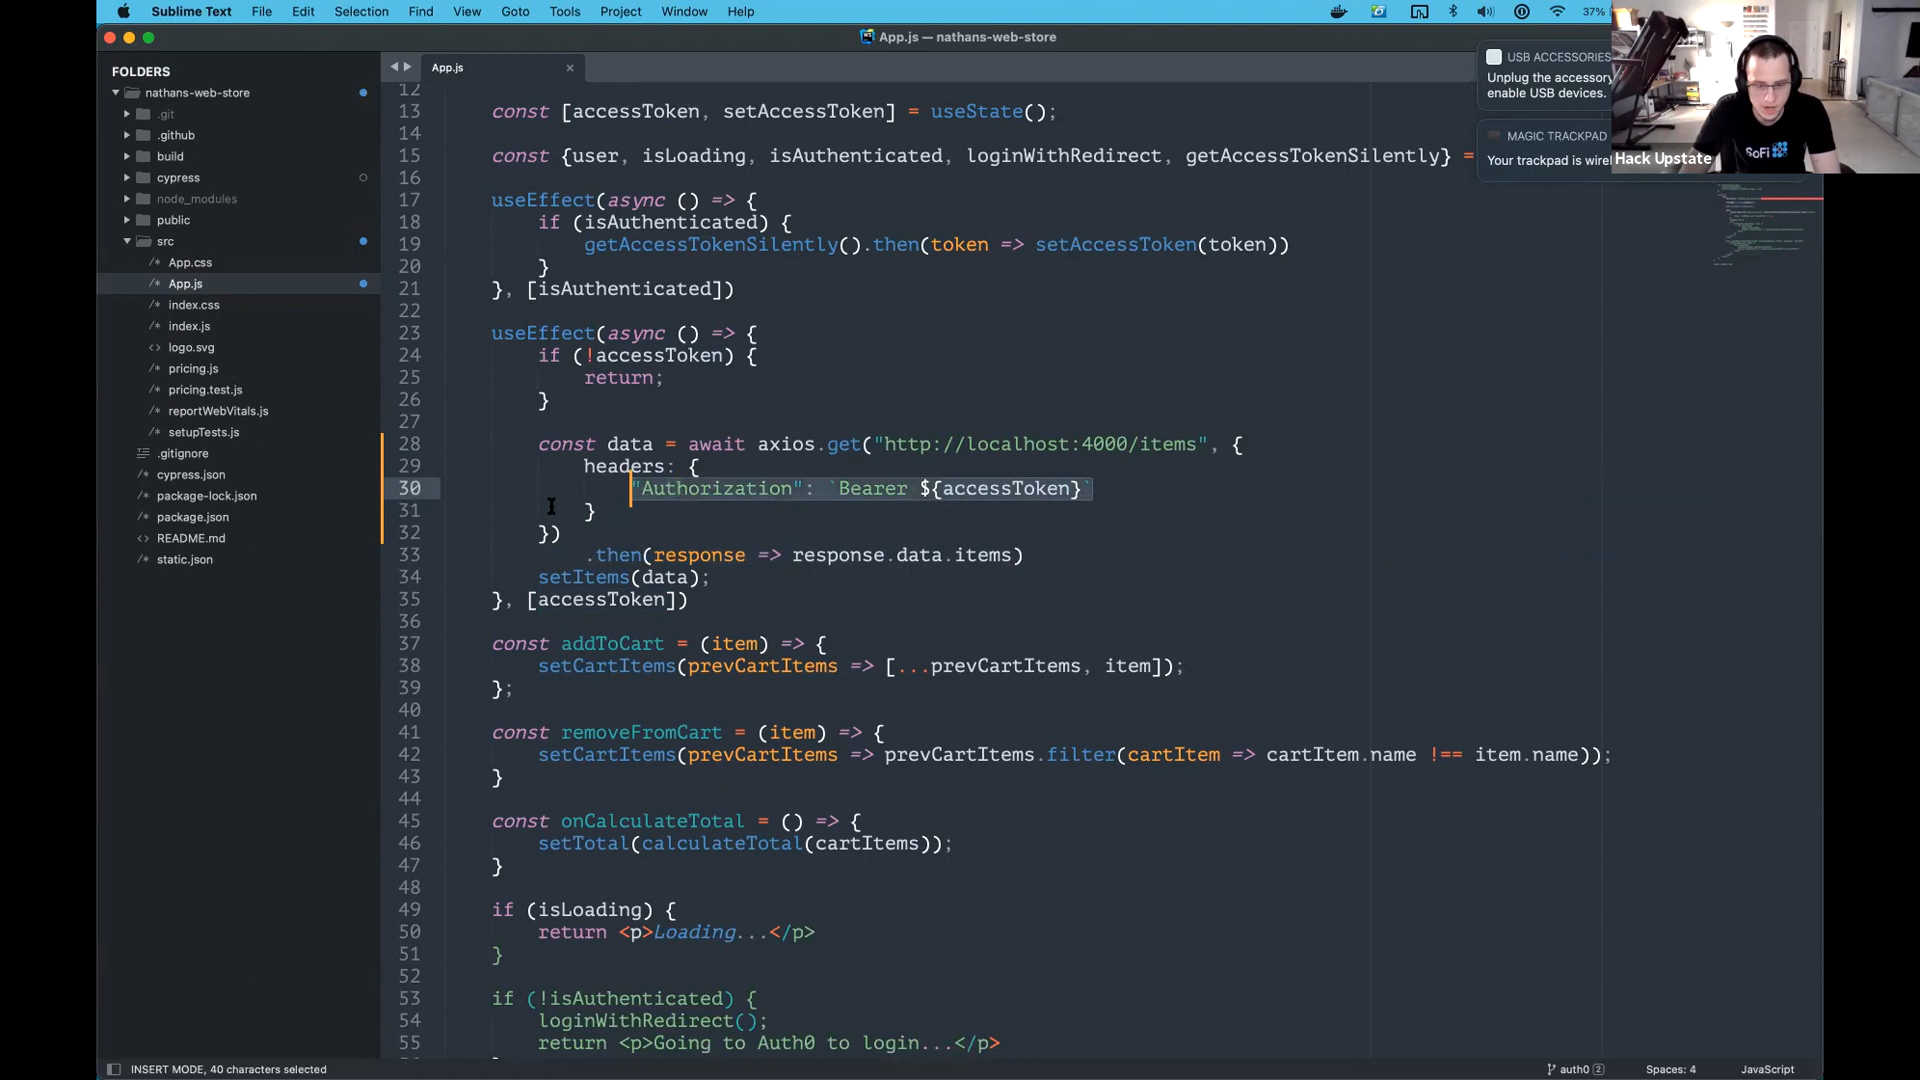 Sublime Text File Edit Selection Find View Goto Tools Project Window Help 37%
App.js — nathans-web-store
USB ACCESSORIES
Unplug the accessory
enable USB devices.
MAGIC TRACKPAD
Your trackpad is
Hack Upstate
SoFi
FOLDERS
nathans-web-store
.git
.github
build
cypress
node_modules
public
src
/* App.css
/* App.js
/* index.css
/* index.js
<> logo.svg
/* pricing.js
/* pricing.test.js
/* reportWebVitals.js
/* setupTests.js
.gitignore
/* cypress.json
/* package-lock.json
/* package.json
<> README.md
/* static.json
App.js
12
13 const [accessToken, setAccessToken] = useState();
14
15 const {user, isLoading, isAuthenticated, loginWithRedirect, getAccessTokenSilently} =
16
17 useEffect(async () => {
18 if (isAuthenticated) {
19 getAccessTokenSilently().then(token => setAccessToken(token))
20 }
21 }, [isAuthenticated])
22
23 useEffect(async () => {
24 if (!accessToken) {
25 return;
26 }
27
28 const data = await axios.get("http://localhost:4000/items", {
29 headers: {
30 "Authorization": `Bearer ${accessToken}`
31 }
32 })
33 .then(response => response.data.items)
34 setItems(data);
35 }, [accessToken])
36
37 const addToCart = (item) => {
38 setCartItems(prevCartItems => [...prevCartItems, item]);
39 };
40
41 const removeFromCart = (item) => {
42 setCartItems(prevCartItems => prevCartItems.filter(cartItem => cartItem.name !== item.name));
43 }
44
45 const onCalculateTotal = () => {
46 setTotal(calculateTotal(cartItems));
47 }
48
49 if (isLoading) {
50 return <p>Loading...</p>
51 }
52
53 if (!isAuthenticated) {
54 loginWithRedirect();
55 return <p>Going to Auth0 to login...</p>
INSERT MODE, 40 characters selected
auth0 2 Spaces: 4 JavaScript